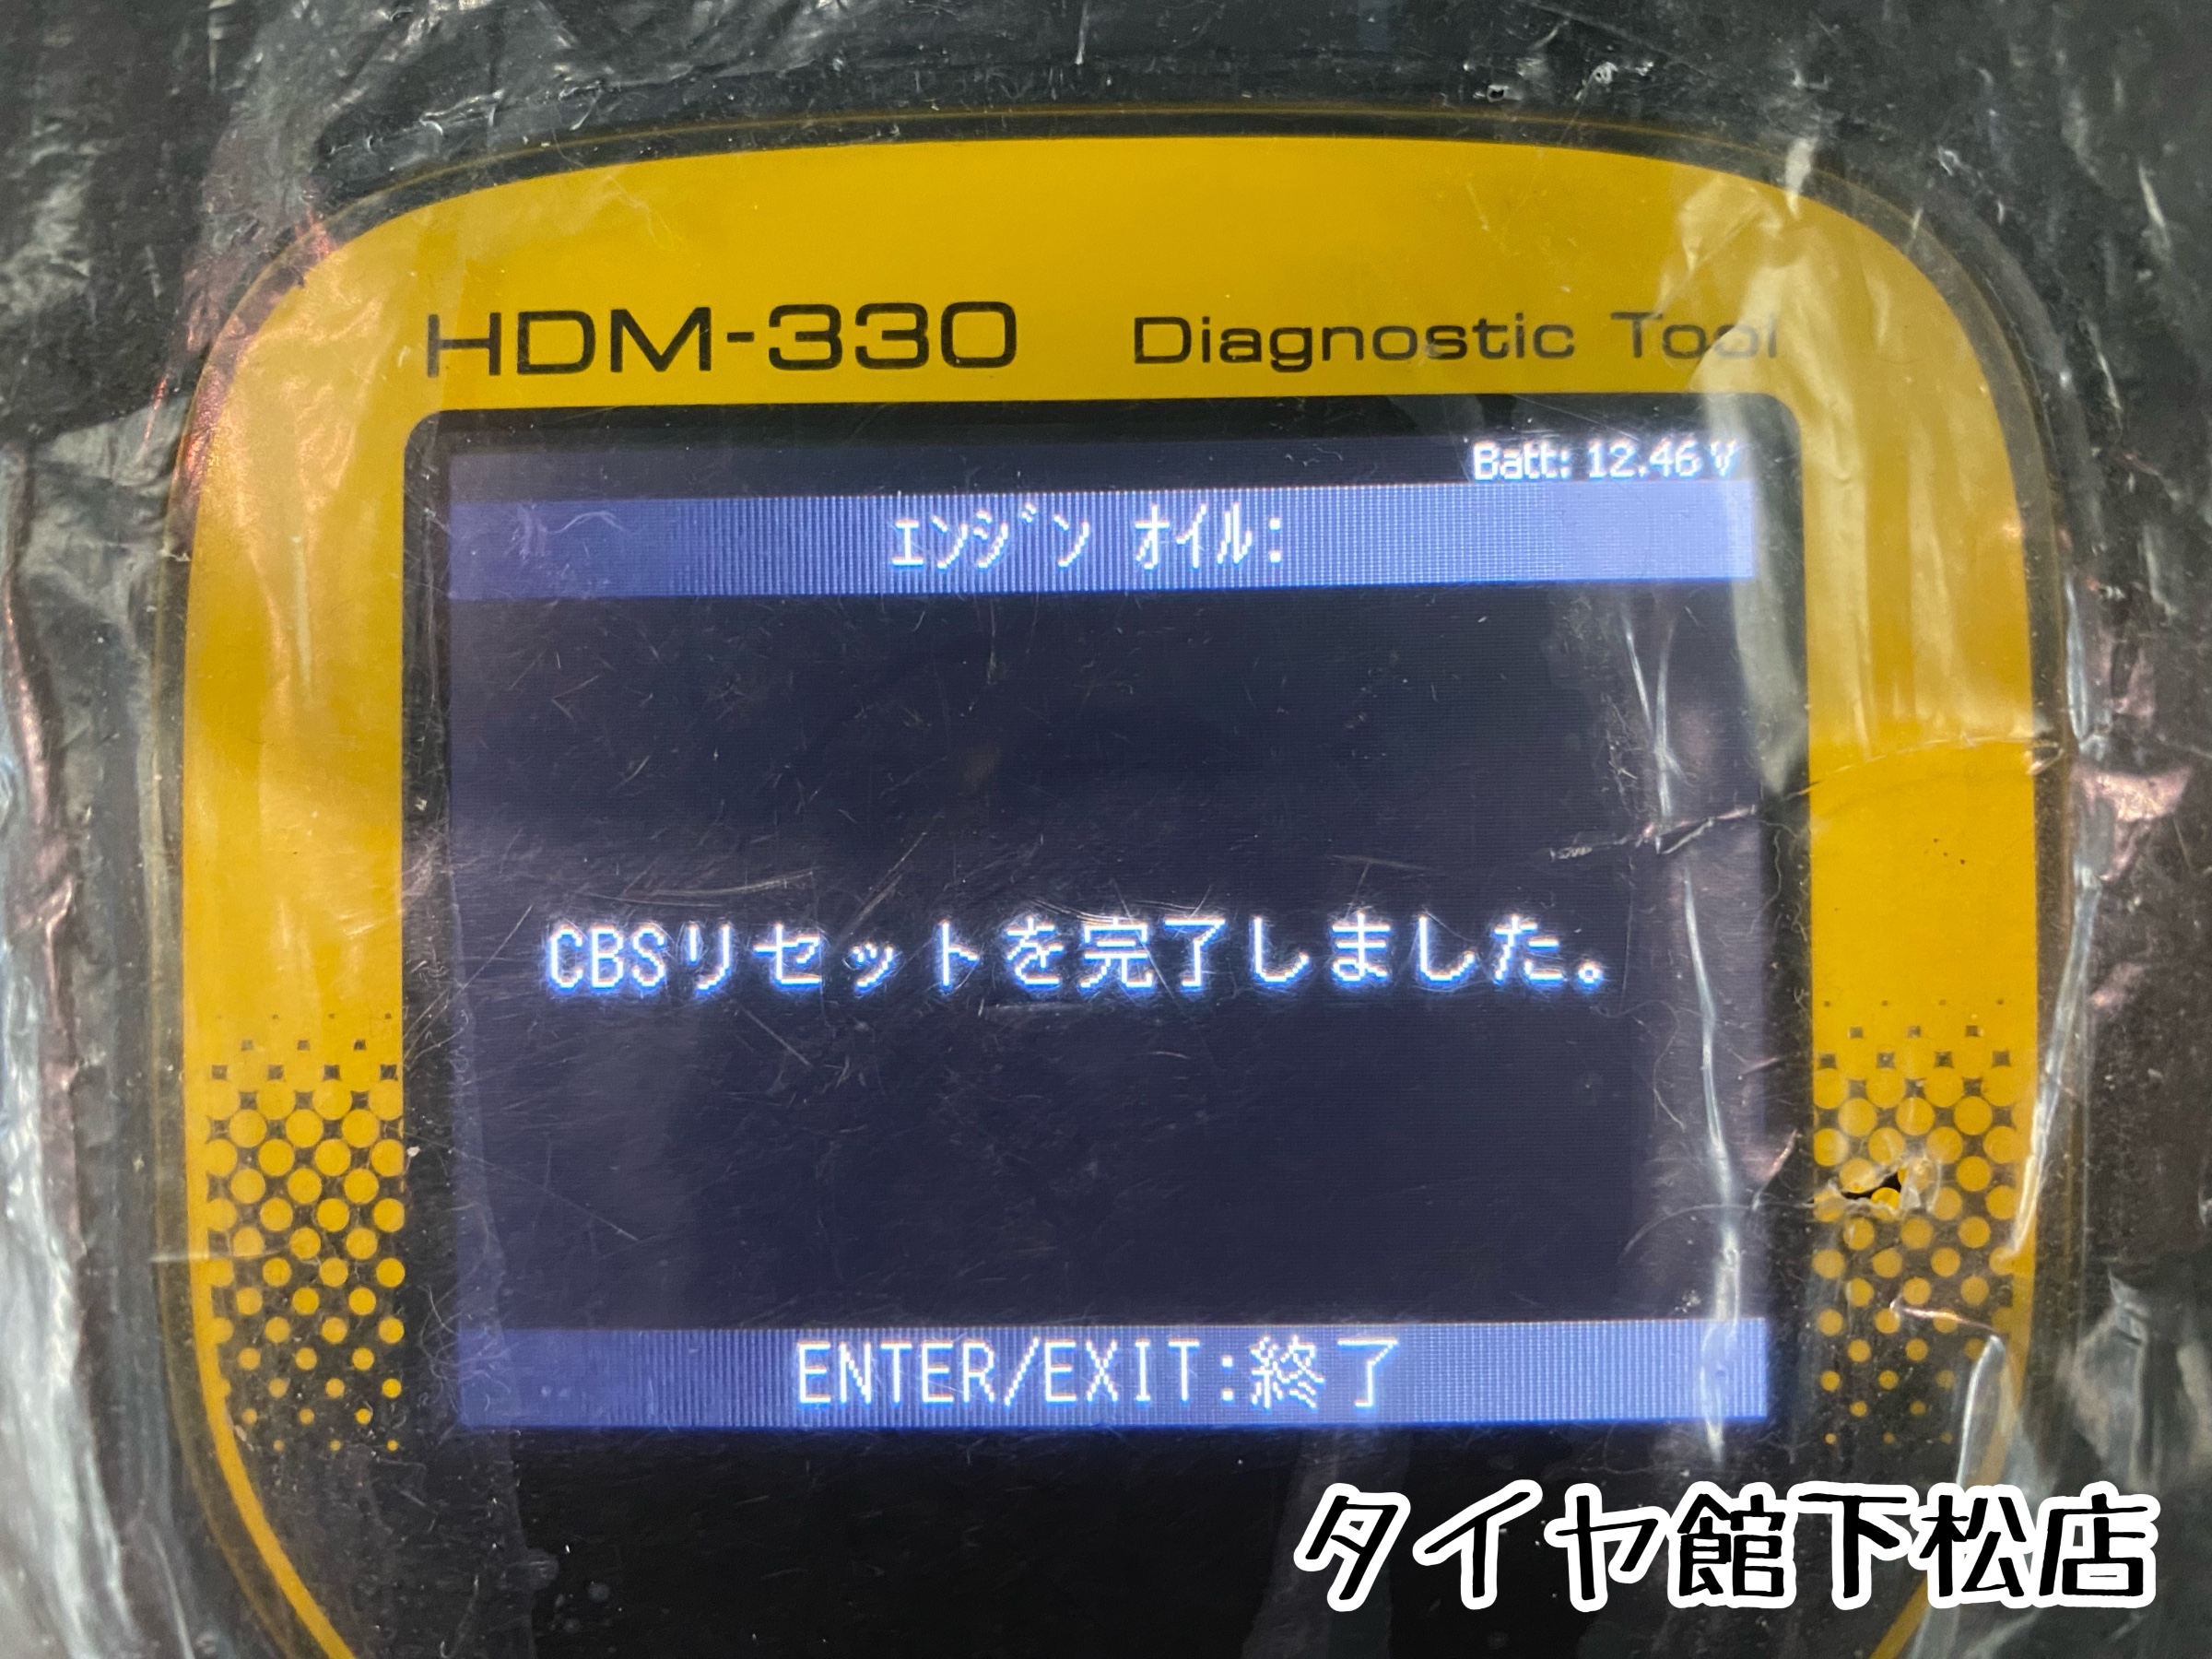 HDM-330 Diagnostic Tool
Batt: 12.46 V
ｴﾝｼﾞﾝ ｵｲﾙ:
CBSリセットを完了しました。
ENTER/EXIT:終了
タイヤ館下松店